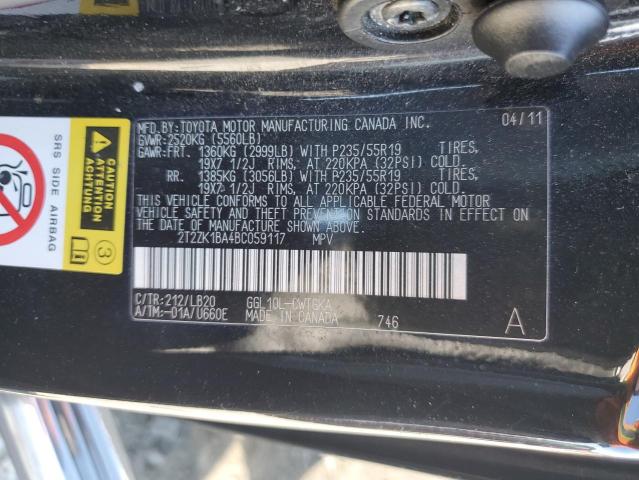 SRS SIDE AIRBAG
CAUTION
ATTENTION
ACHTUNG
3
MFD.BY:TOYOTA MOTOR MANUFACTURING CANADA INC. 04/11
GVWR:2520KG (5560LB)
GAWR:FRT. 1360KG (2999LB) WITH P235/55R19 TIRES,
19X7 1/2J RIMS, AT 220KPA (32PSI) COLD
RR. 1385KG (3056LB) WITH P235/55R19 TIRES,
19X7 1/2J RIMS, AT 220KPA (32PSI) COLD
THIS VEHICLE CONFORMS TO ALL APPLICABLE FEDERAL MOTOR
VEHICLE SAFETY AND THEFT PREVENTION STANDARDS IN EFFECT ON
THE DATE OF MANUFACTURE SHOWN ABOVE.
2T2ZK1BA4BC059117 MPV
C/TR:212/LB20 GGL10L-CWTGKA
A/TM:-01A/U660E MADE IN CANADA 746 A